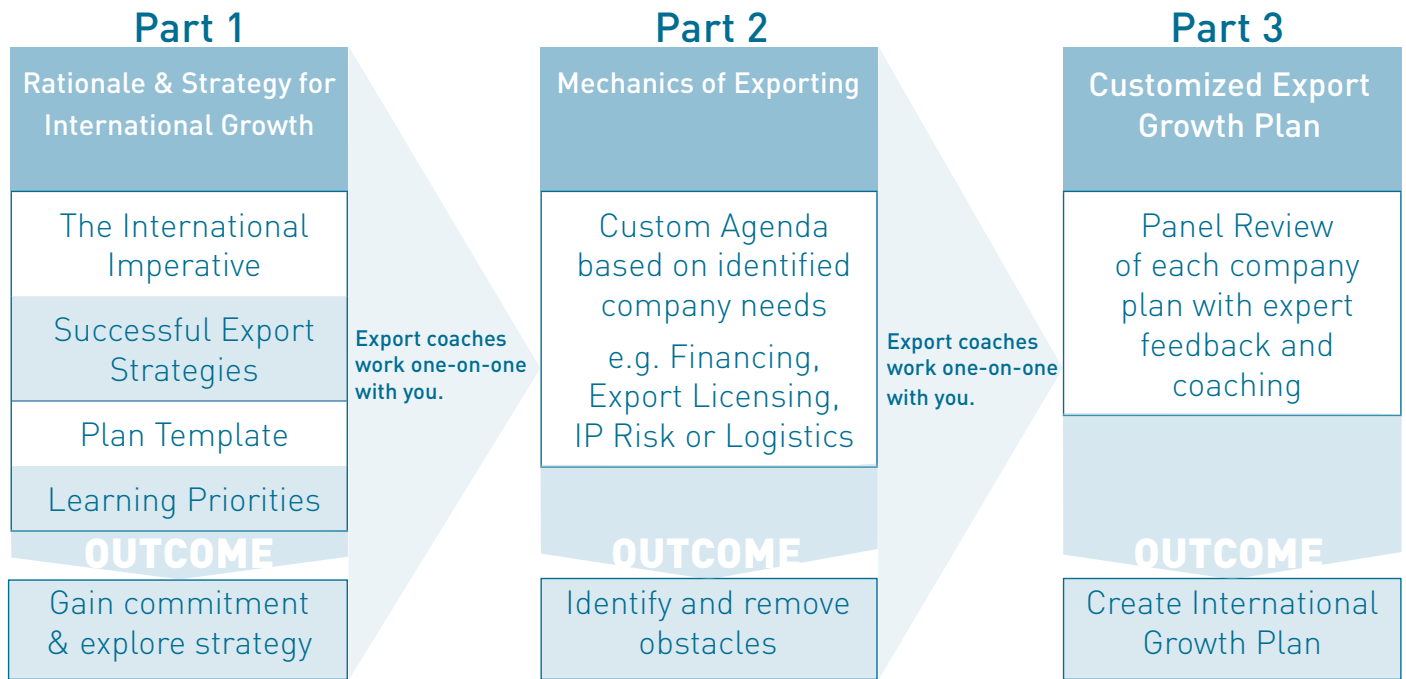 Part 1
Rationale & Strategy for
International Growth
The International
Imperative
Successful Export
Strategies
Plan Template
Learning Priorities
OUTCOME
Gain commitment
& explore strategy
Export coaches
work one-on-one
with you.
Part 2
Mechanics of Exporting
Custom Agenda
based on identified
company needs
e.g. Financing,
Export Licensing,
IP Risk or Logistics
OUTCOME
Identify and remove
obstacles
Export coaches
work one-on-one
with you.
Part 3
Customized Export
Growth Plan
Panel Review
of each company
plan with expert
feedback and
coaching
OUTCOME
Create International
Growth Plan